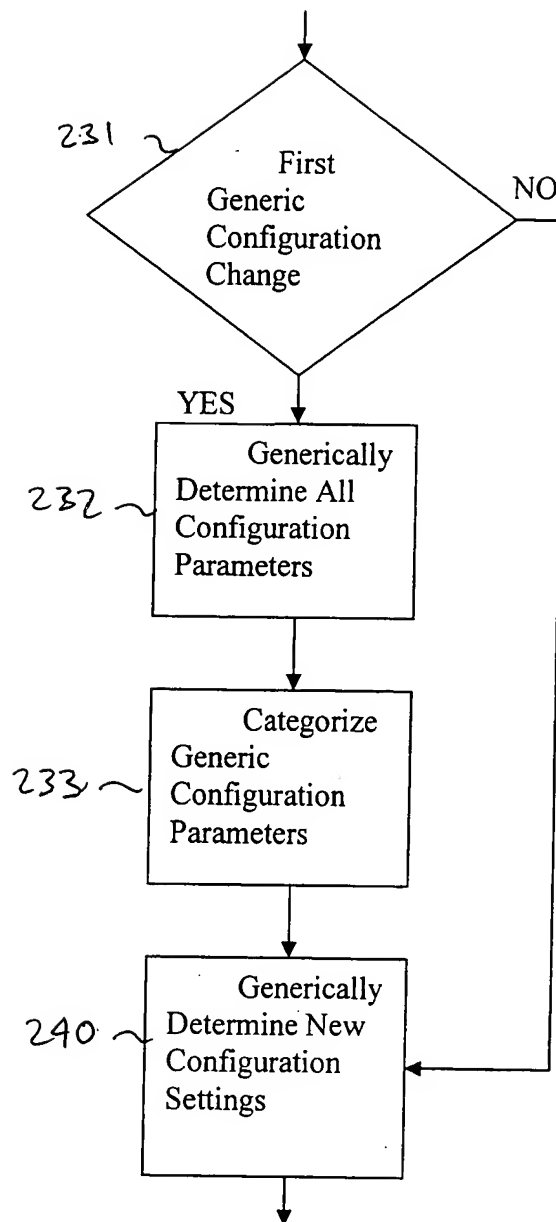 231
First
Generic
Configuration
Change
NO
YES
232
Generically
Determine All
Configuration
Parameters
233
Categorize
Generic
Configuration
Parameters
240
Generically
Determine New
Configuration
Settings